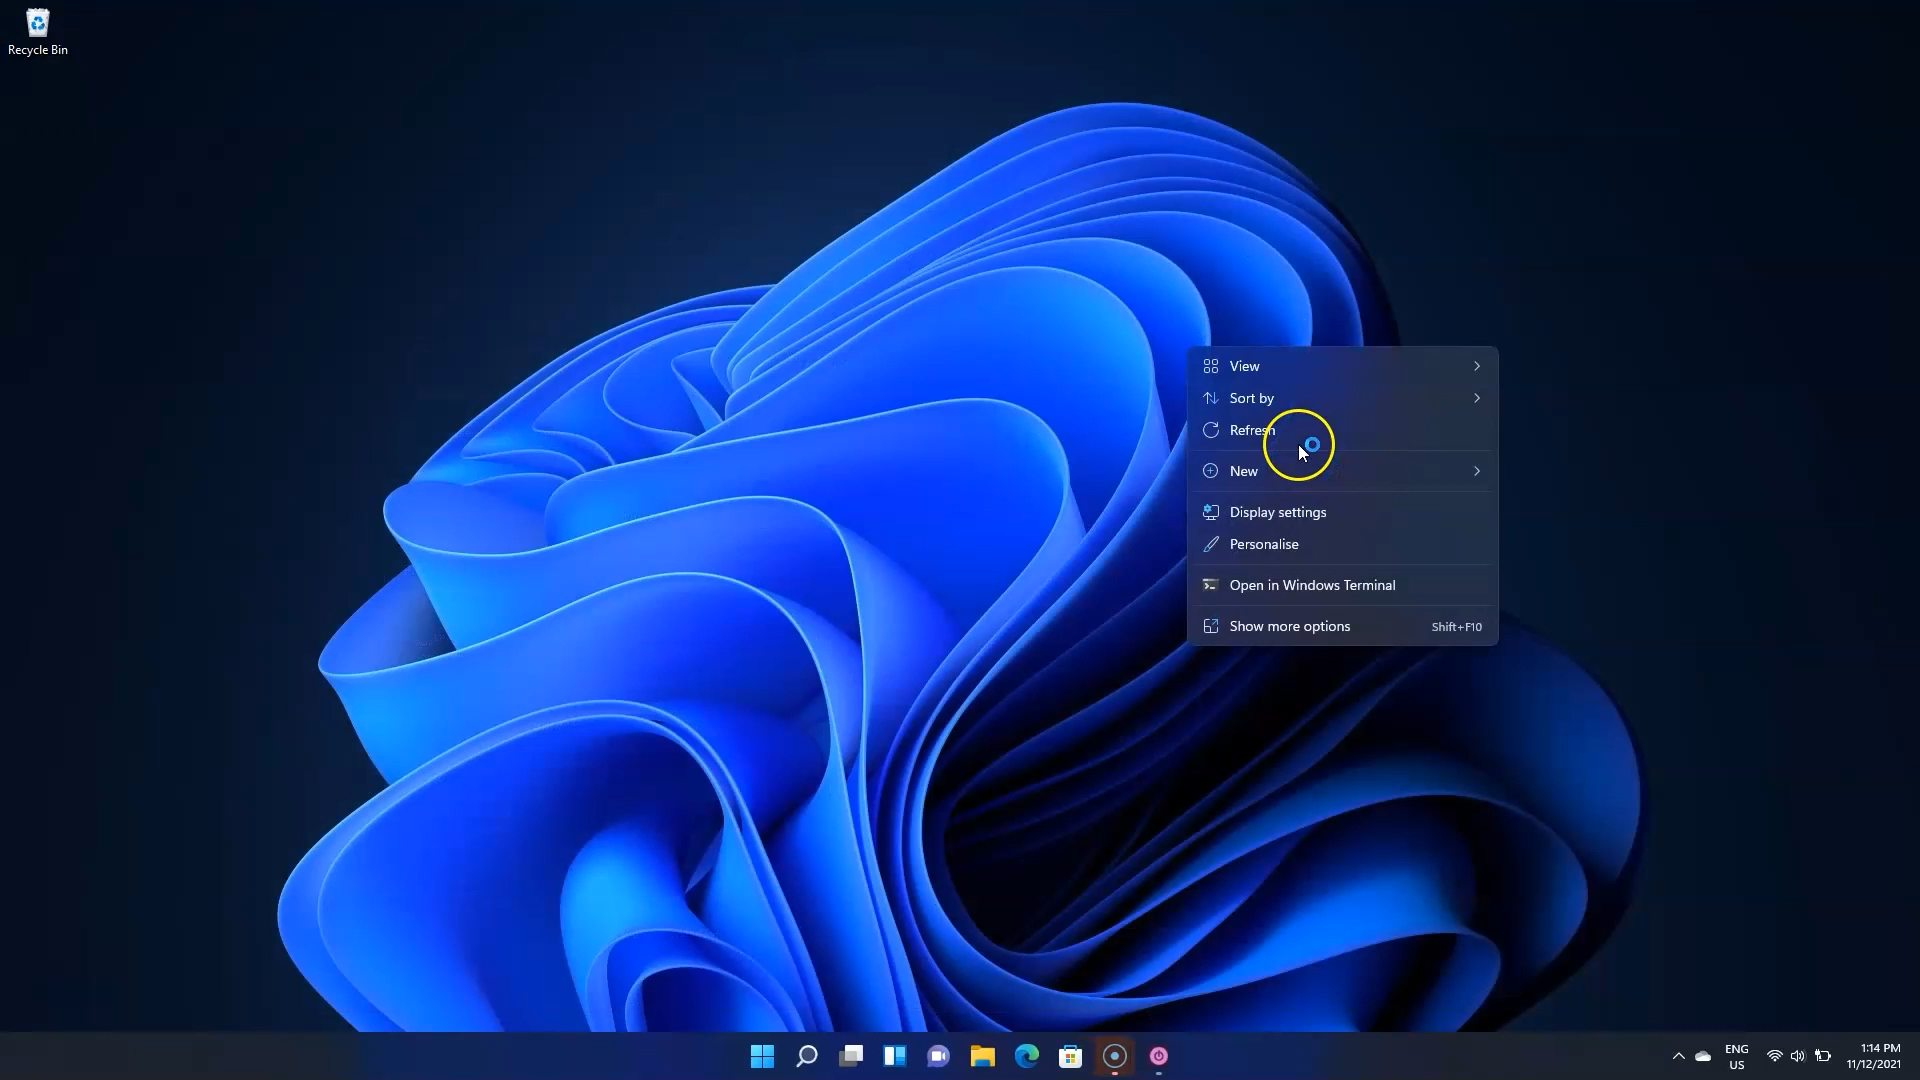 Recycle Bin
View
Sort by
Refresh
New
Display settings
Personalise
Open in Windows Terminal
Show more options Shift+F10
ENG
US
1:14 PM
11/12/2021